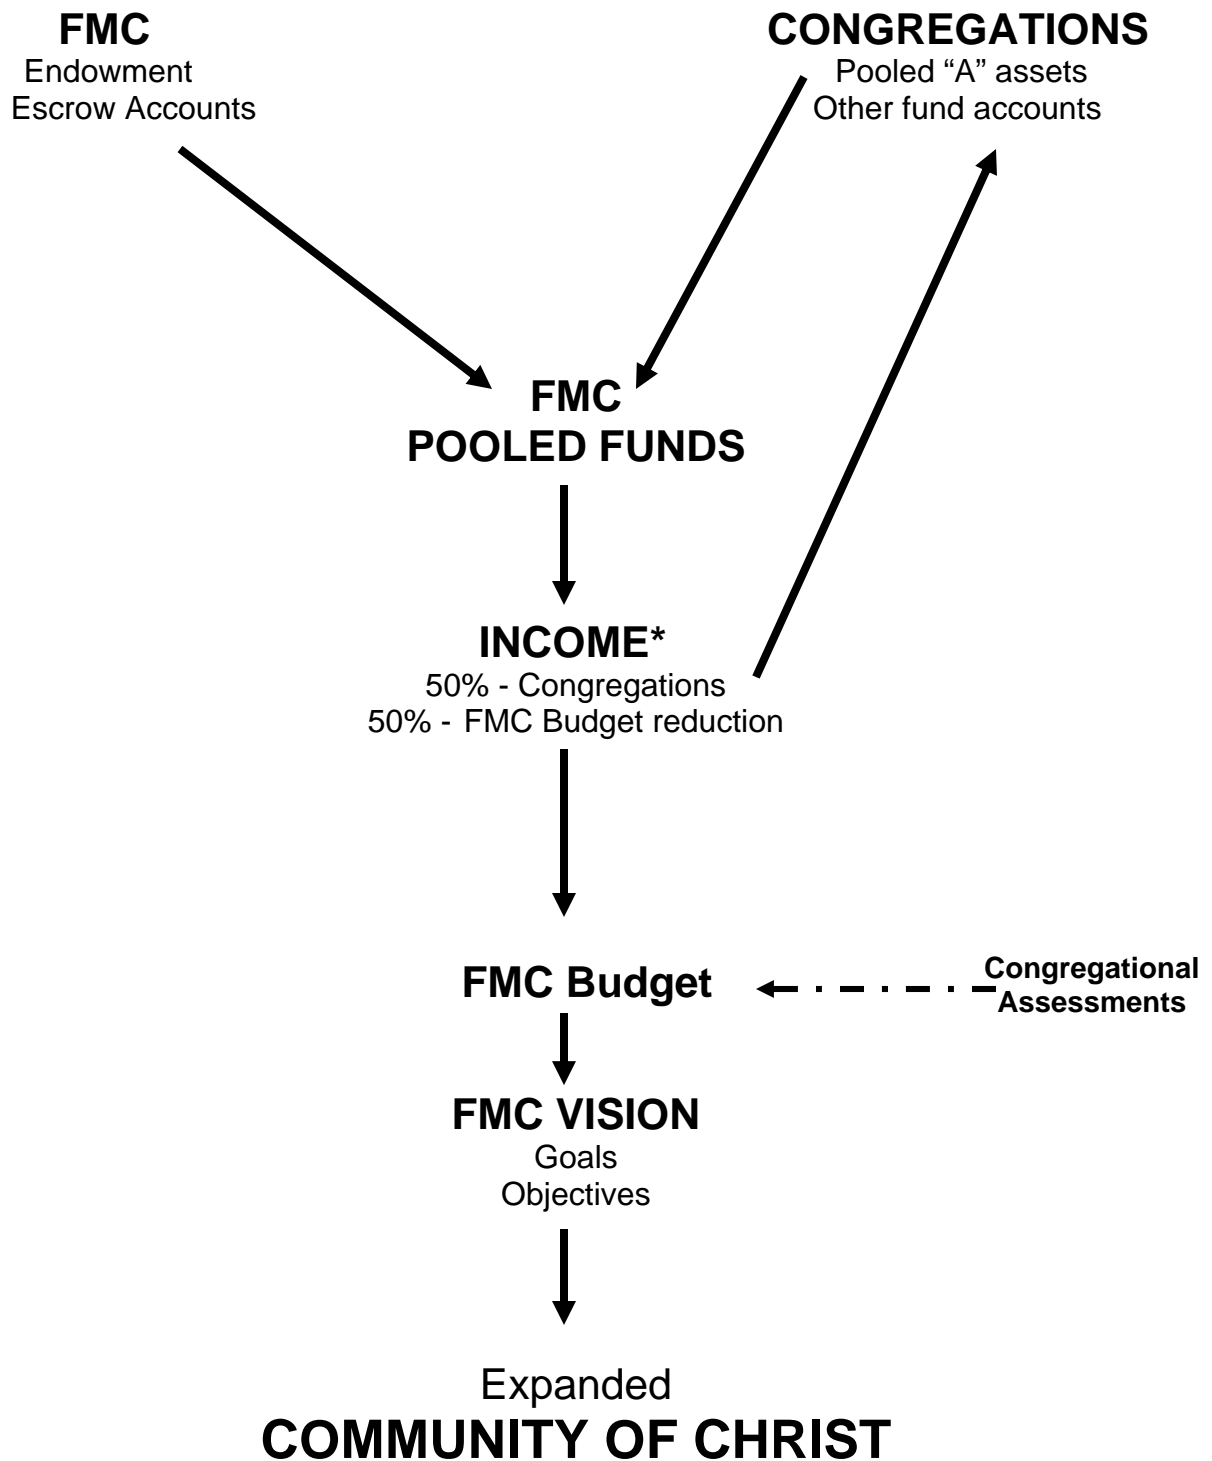 FMC
Endowment
Escrow Accounts
CONGREGATIONS
Pooled “A” assets
Other fund accounts
FMC
POOLED FUNDS
INCOME*
50% - Congregations
50% - FMC Budget reduction
FMC Budget
Congregational
Assessments
FMC VISION
Goals
Objectives
Expanded
COMMUNITY OF CHRIST